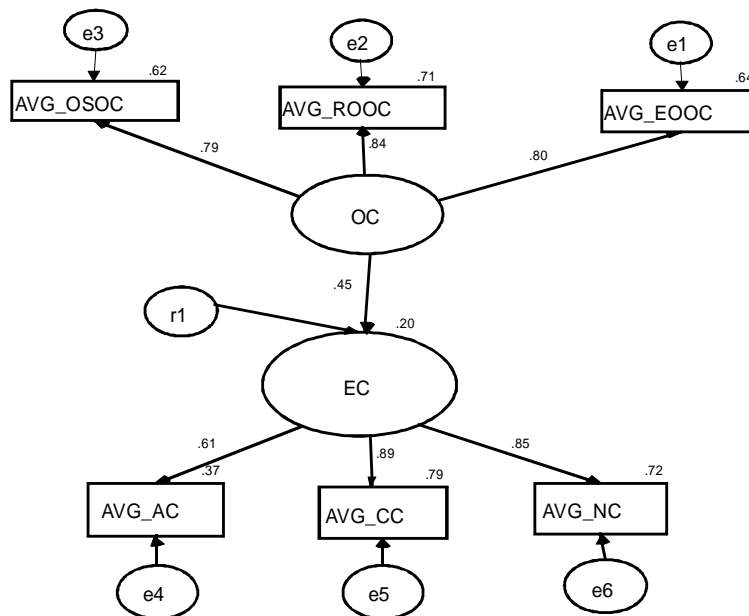 e3
e2
e1
.62
.71
.64
AVG_OSOC
AVG_ROOC
AVG_EOOC
.79
.84
.80
OC
.45
r1
.20
EC
.61
.89
.85
.37
.79
.72
AVG_AC
AVG_CC
AVG_NC
e4
e5
e6